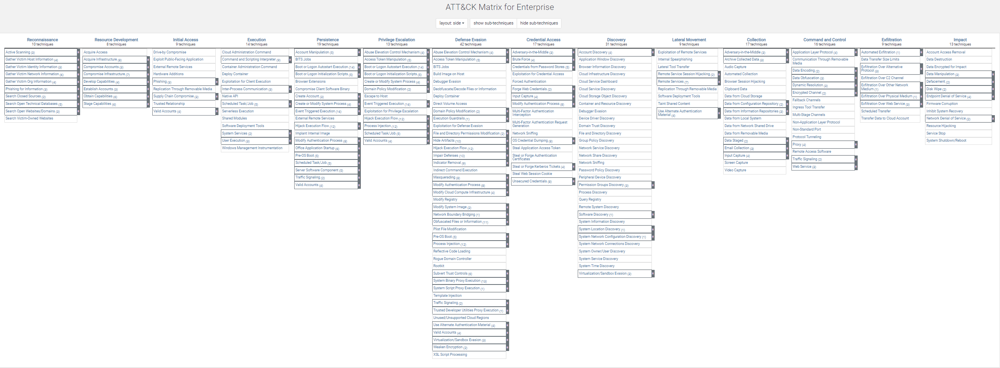 ATT&CK Matrix for Enterprise
layout: side
show sub-techniques
hide sub-techniques
Reconnaissance
10 techniques
Active Scanning (3)
Gather Victim Host Information (4)
Gather Victim Identity Information (3)
Gather Victim Network Information (6)
Gather Victim Org Information (4)
Phishing for Information (3)
Search Closed Sources (2)
Search Open Technical Databases (5)
Search Open Websites/Domains (3)
Search Victim-Owned Websites
Resource Development
8 techniques
Acquire Access
Acquire Infrastructure (8)
Compromise Accounts (3)
Compromise Infrastructure (7)
Develop Capabilities (4)
Establish Accounts (3)
Obtain Capabilities (6)
Stage Capabilities (6)
Initial Access
9 techniques
Drive-by Compromise
Exploit Public-Facing Application
External Remote Services
Hardware Additions
Phishing (3)
Replication Through Removable Media
Supply Chain Compromise (3)
Trusted Relationship
Valid Accounts (4)
Execution
14 techniques
Cloud Administration Command
Command and Scripting Interpreter (9)
Container Administration Command
Deploy Container
Exploitation for Client Execution
Inter-Process Communication (3)
Native API
Scheduled Task/Job (5)
Serverless Execution
Shared Modules
Software Deployment Tools
System Services (2)
User Execution (3)
Windows Management Instrumentation
Persistence
19 techniques
Account Manipulation (5)
BITS Jobs
Boot or Logon Autostart Execution (14)
Boot or Logon Initialization Scripts (5)
Browser Extensions
Compromise Client Software Binary
Create Account (3)
Create or Modify System Process (4)
Event Triggered Execution (16)
External Remote Services
Hijack Execution Flow (12)
Implant Internal Image
Modify Authentication Process (8)
Office Application Startup (6)
Pre-OS Boot (5)
Scheduled Task/Job (5)
Server Software Component (5)
Traffic Signaling (2)
Valid Accounts (4)
Privilege Escalation
13 techniques
Abuse Elevation Control Mechanism (4)
Access Token Manipulation (5)
Boot or Logon Autostart Execution (14)
Boot or Logon Initialization Scripts (5)
Create or Modify System Process (4)
Domain Policy Modification (2)
Escape to Host
Event Triggered Execution (16)
Exploitation for Privilege Escalation
Hijack Execution Flow (12)
Process Injection (12)
Scheduled Task/Job (5)
Valid Accounts (4)
Defense Evasion
42 techniques
Abuse Elevation Control Mechanism (4)
Access Token Manipulation (5)
BITS Jobs
Build Image on Host
Debugger Evasion
Deobfuscate/Decode Files or Information
Deploy Container
Direct Volume Access
Domain Policy Modification (2)
Execution Guardrails (1)
Exploitation for Defense Evasion
File and Directory Permissions Modification (2)
Hide Artifacts (10)
Hijack Execution Flow (12)
Impair Defenses (10)
Indicator Removal (9)
Indirect Command Execution
Masquerading (8)
Modify Authentication Process (8)
Modify Cloud Compute Infrastructure (4)
Modify Registry
Modify System Image (2)
Network Boundary Bridging (1)
Obfuscated Files or Information (11)
Plist File Modification
Pre-OS Boot (5)
Process Injection (12)
Reflective Code Loading
Rogue Domain Controller
Rootkit
Subvert Trust Controls (6)
System Binary Proxy Execution (13)
System Script Proxy Execution (1)
Template Injection
Traffic Signaling (2)
Trusted Developer Utilities Proxy Execution (1)
Unused/Unsupported Cloud Regions
Use Alternate Authentication Material (4)
Valid Accounts (4)
Virtualization/Sandbox Evasion (3)
Weaken Encryption (2)
XSL Script Processing
Credential Access
17 techniques
Adversary-in-the-Middle (3)
Brute Force (4)
Credentials from Password Stores (5)
Exploitation for Credential Access
Forced Authentication
Forge Web Credentials (2)
Input Capture (4)
Modify Authentication Process (8)
Multi-Factor Authentication
Interception
Multi-Factor Authentication Request
Generation
Network Sniffing
OS Credential Dumping (8)
Steal Application Access Token
Steal or Forge Authentication
Certificates
Steal or Forge Kerberos Tickets (4)
Steal Web Session Cookie
Unsecured Credentials (8)
Discovery
31 techniques
Account Discovery (4)
Application Window Discovery
Browser Information Discovery
Cloud Infrastructure Discovery
Cloud Service Dashboard
Cloud Service Discovery
Cloud Storage Object Discovery
Container and Resource Discovery
Debugger Evasion
Device Driver Discovery
Domain Trust Discovery
File and Directory Discovery
Group Policy Discovery
Network Service Discovery
Network Share Discovery
Network Sniffing
Password Policy Discovery
Peripheral Device Discovery
Permission Groups Discovery (3)
Process Discovery
Query Registry
Remote System Discovery
Software Discovery (1)
System Information Discovery
System Location Discovery (1)
System Network Configuration Discovery (1)
System Network Connections Discovery
System Owner/User Discovery
System Service Discovery
System Time Discovery
Virtualization/Sandbox Evasion (3)
Lateral Movement
9 techniques
Exploitation of Remote Services
Internal Spearphishing
Lateral Tool Transfer
Remote Service Session Hijacking (2)
Remote Services (7)
Replication Through Removable Media
Software Deployment Tools
Taint Shared Content
Use Alternate Authentication
Material (4)
Collection
17 techniques
Adversary-in-the-Middle (3)
Archive Collected Data (3)
Audio Capture
Automated Collection
Browser Session Hijacking
Clipboard Data
Data from Cloud Storage
Data from Configuration Repository (2)
Data from Information Repositories (3)
Data from Local System
Data from Network Shared Drive
Data from Removable Media
Data Staged (2)
Email Collection (3)
Input Capture (4)
Screen Capture
Video Capture
Command and Control
16 techniques
Application Layer Protocol (4)
Communication Through Removable
Media
Data Encoding (2)
Data Obfuscation (3)
Dynamic Resolution (3)
Encrypted Channel (2)
Fallback Channels
Ingress Tool Transfer
Multi-Stage Channels
Non-Application Layer Protocol
Non-Standard Port
Protocol Tunneling
Proxy (4)
Remote Access Software
Traffic Signaling (2)
Web Service (3)
Exfiltration
9 techniques
Automated Exfiltration (1)
Data Transfer Size Limits
Exfiltration Over Alternative
Protocol (3)
Exfiltration Over C2 Channel
Exfiltration Over Other Network
Medium (1)
Exfiltration Over Physical Medium (1)
Exfiltration Over Web Service (3)
Scheduled Transfer
Transfer Data to Cloud Account
Impact
13 techniques
Account Access Removal
Data Destruction
Data Encrypted for Impact
Data Manipulation (3)
Defacement (2)
Disk Wipe (2)
Endpoint Denial of Service (4)
Firmware Corruption
Inhibit System Recovery
Network Denial of Service (2)
Resource Hijacking
Service Stop
System Shutdown/Reboot